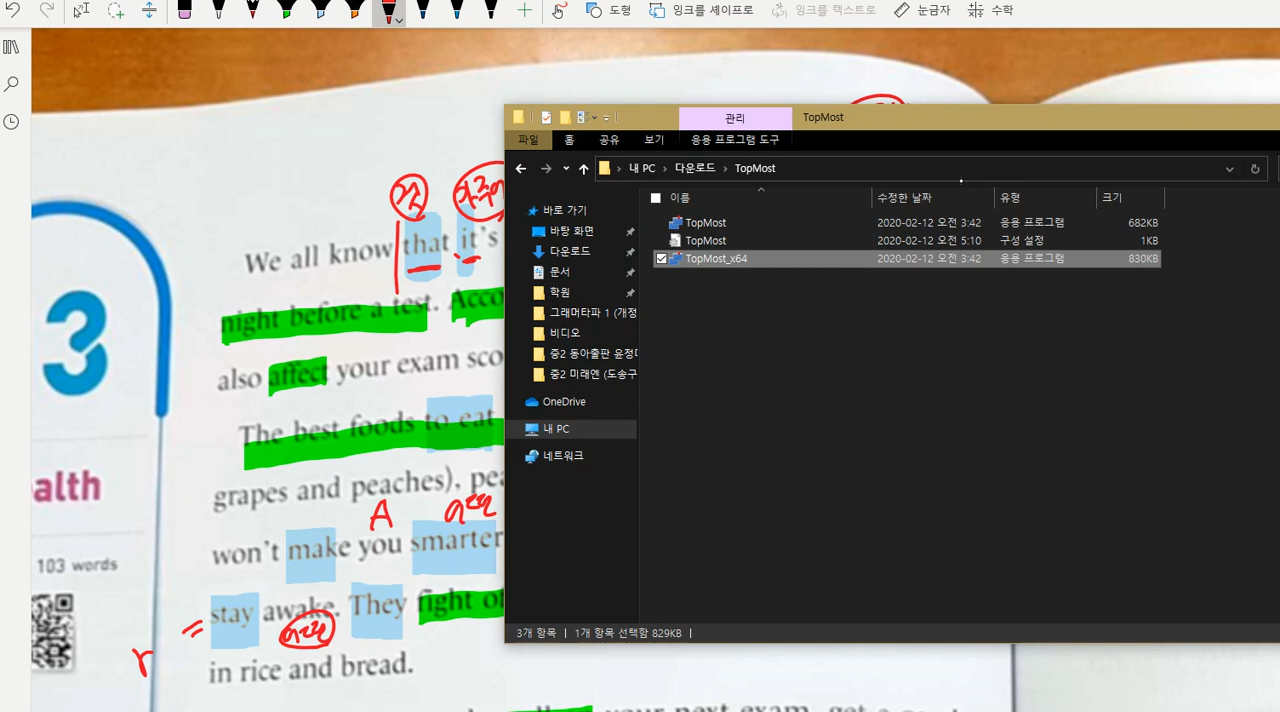 도형
잉크를 셰이프로
잉크를 텍스트로
눈금자
수학
관리
TopMost
파일
홈
공유
보기
응용 프로그램 도구
내 PC › 다운로드 › TopMost
바로 가기
바탕 화면
다운로드
문서
학원
그래머타파 1 (개정
비디오
중2 동아출판 윤정미
중2 미래엔 (도송구
OneDrive
내 PC
네트워크
이름 수정한 날짜 유형 크기
TopMost 2020-02-12 오전 3:42 응용 프로그램 682KB
TopMost 2020-02-12 오전 5:10 구성 설정 1KB
TopMost_x64 2020-02-12 오전 3:42 응용 프로그램 830KB
3개 항목 1개 항목 선택함 829KB
3
alth
103 words
We all know that it's
night before a test. Acco
also affect your exam sco
The best foods to eat
grapes and peaches), pea
A
won't make you smarter
stay awake. They fight of
=
r
in rice and bread.
your next exam, get a good